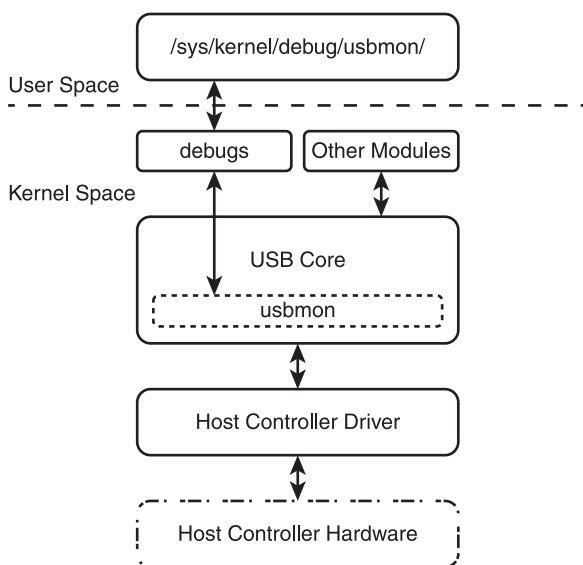 /sys/kernel/debug/usbmon/
User Space
debugs
Other Modules
Kernel Space
USB Core
usbmon
Host Controller Driver
Host Controller Hardware